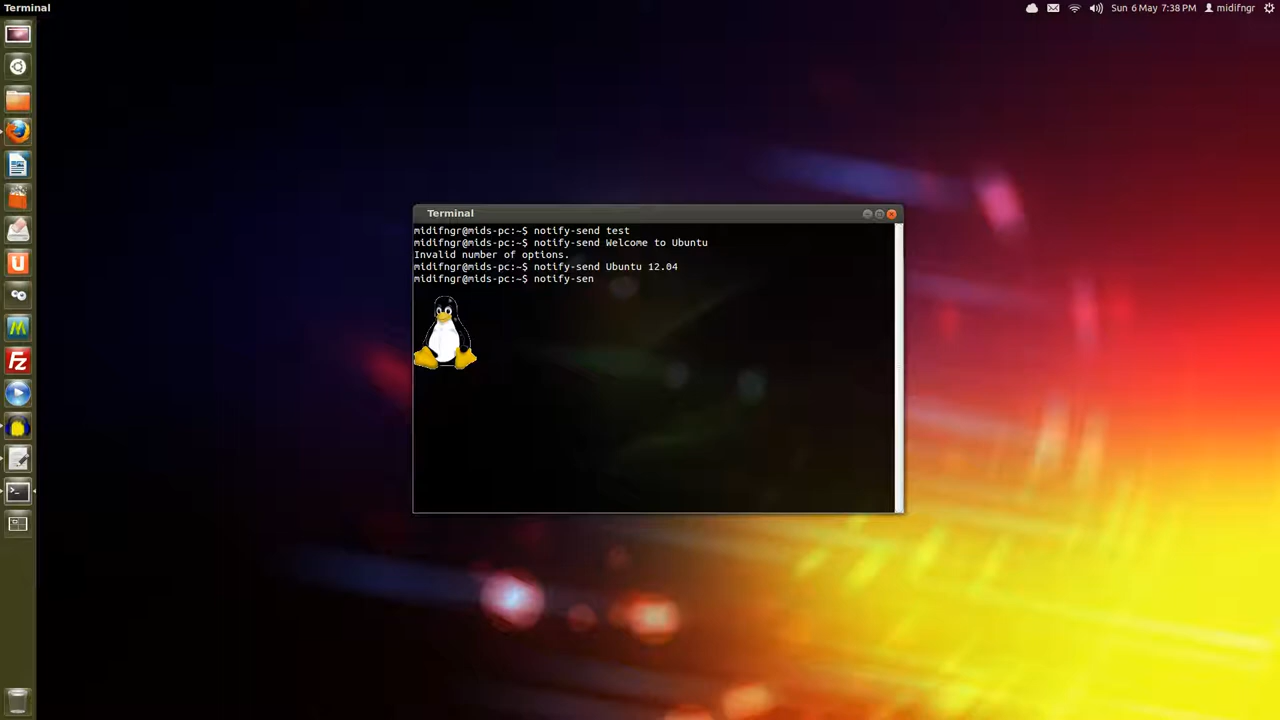 Terminal
Sun 6 May 7:38 PM
midifngr
Terminal
midifngr@mids-pc:~$ notify-send test
midifngr@mids-pc:~$ notify-send Welcome to Ubuntu
Invalid number of options.
midifngr@mids-pc:~$ notify-send Ubuntu 12.04
midifngr@mids-pc:~$ notify-sen
U
M
FZ
>_